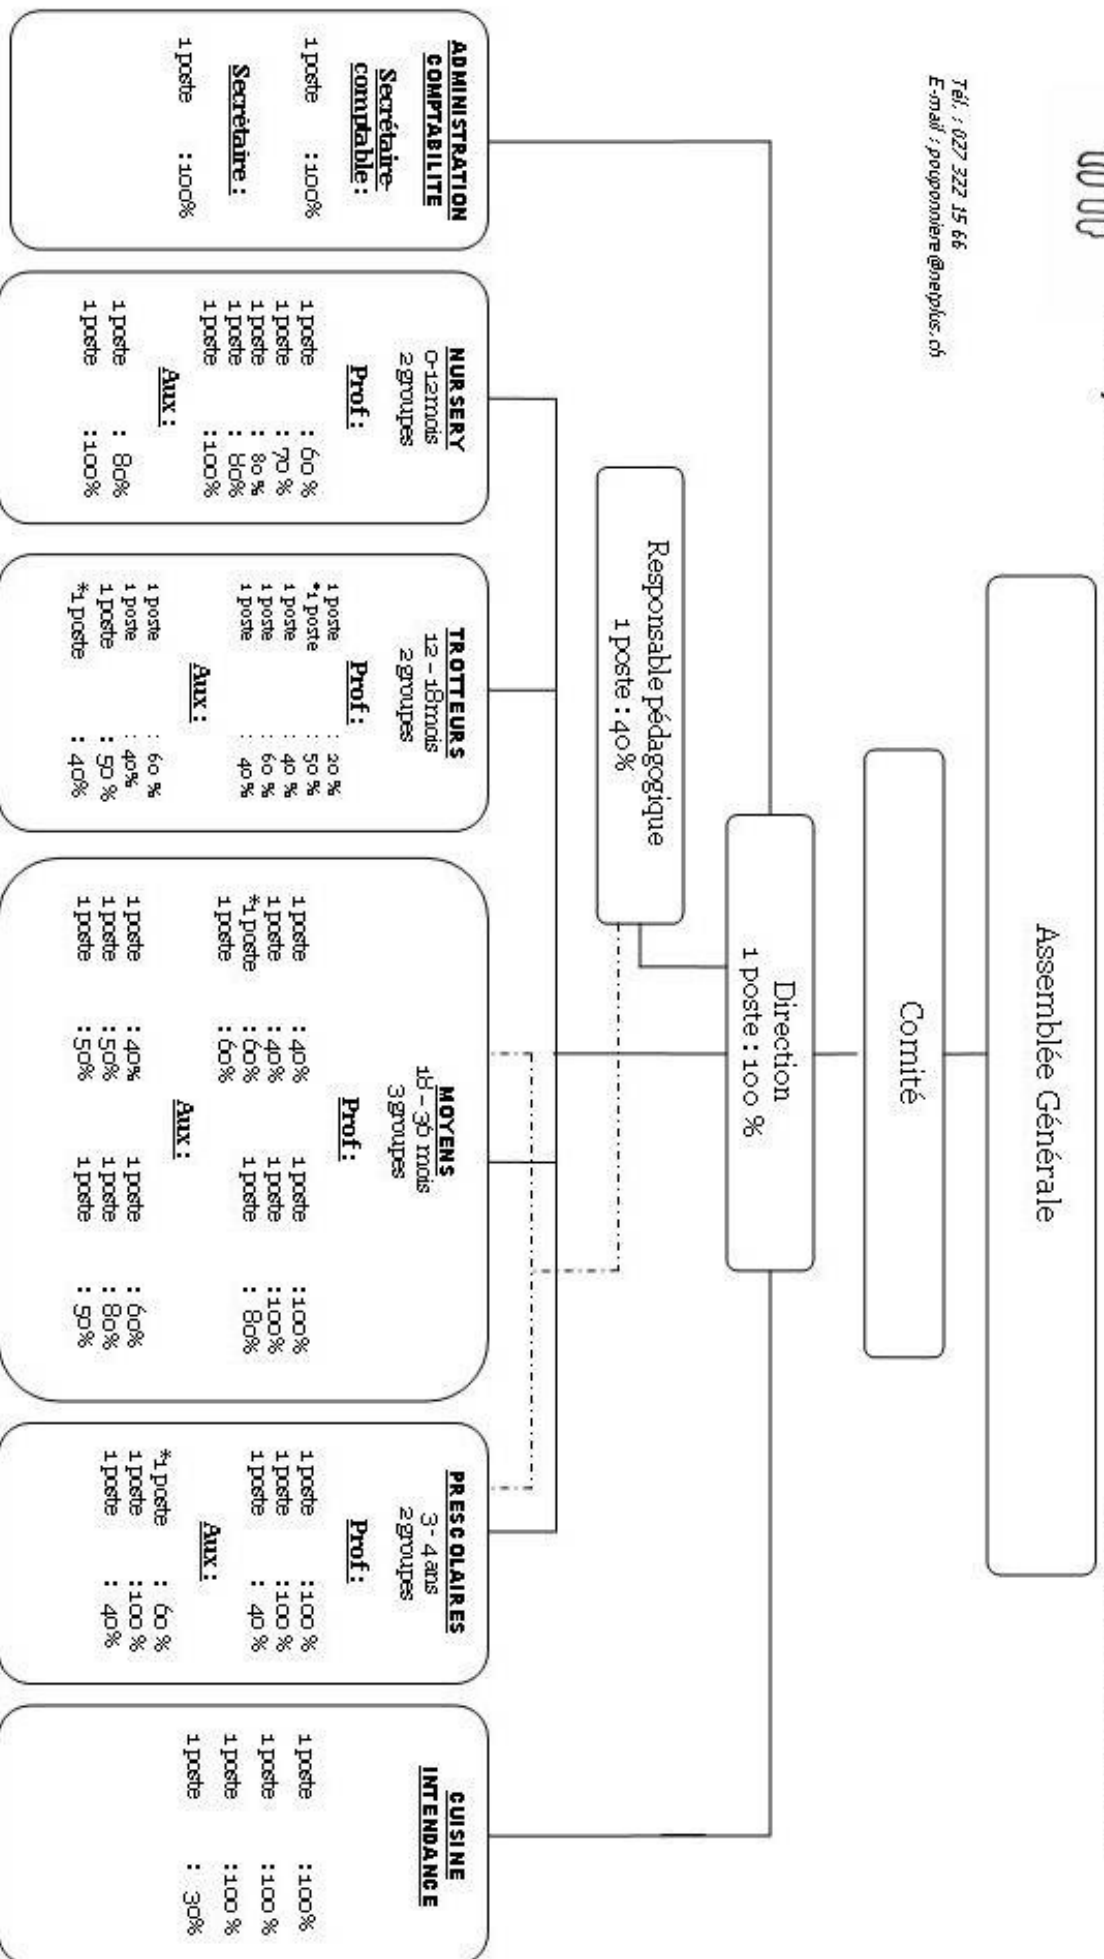 Tél. : 027 322 15 66
E-mail : pouponniere@netplus.ch
Assemblée Générale
Comité
Direction
1 poste : 100 %
Responsable pédagogique
1 poste : 40%
ADMINISTRATION
COMPTABILITE
Secrétaire-
comptable :
1 poste : 100%
Secrétaire :
1 poste : 100%
NURSERY
0-12mois
2 groupes
Prof :
1 poste : 60 %
1 poste : 70 %
1 poste : 80 %
1 poste : 80%
1 poste : 100%
Aux :
1 poste : 80%
1 poste : 100%
TROTTEURS
12 – 18mois
2 groupes
Prof :
1 poste : 20 %
*1 poste : 50 %
1 poste : 40 %
1 poste : 60 %
1 poste : 40%
Aux :
1 poste : 60 %
1 poste : 40%
1 poste : 50 %
*1 poste : 40%
MOYENS
18 – 36 mois
3 groupes
Prof :
1 poste : 40% 1 poste : 100%
1 poste : 40% 1 poste : 100%
*1 poste : 60% 1 poste : 80%
1 poste : 60%
Aux :
1 poste : 40% 1 poste : 60%
1 poste : 50% 1 poste : 80%
1 poste : 50% 1 poste : 50%
PRESCOLAIRES
3- 4 ans
2 groupes
Prof :
1 poste : 100 %
1 poste : 100 %
1 poste : 40 %
Aux :
*1 poste : 60 %
1 poste : 100 %
1 poste : 40%
CUISINE
INTENDANCE
1 poste : 100%
1 poste : 100 %
1 poste : 100 %
1 poste : 30%